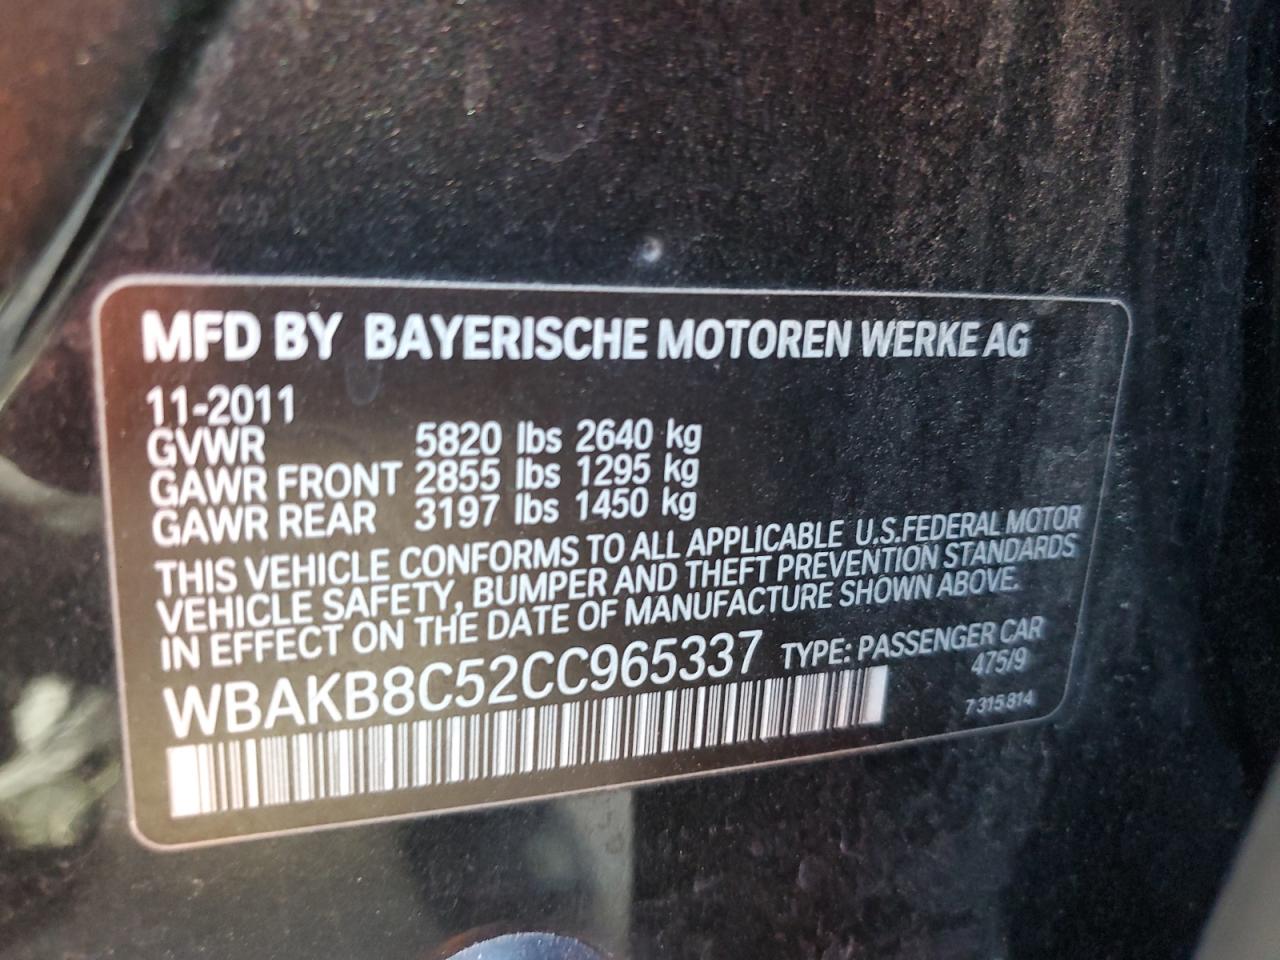 MFD BY BAYERISCHE MOTOREN WERKE AG
11-2011
GVWR 5820 lbs 2640 kg
GAWR FRONT 2855 lbs 1295 kg
GAWR REAR 3197 lbs 1450 kg
THIS VEHICLE CONFORMS TO ALL APPLICABLE U.S.FEDERAL MOTOR
VEHICLE SAFETY, BUMPER AND THEFT PREVENTION STANDARDS
IN EFFECT ON THE DATE OF MANUFACTURE SHOWN ABOVE.
WBAKB8C52CC965337 TYPE: PASSENGER CAR
475/9
7 315 814